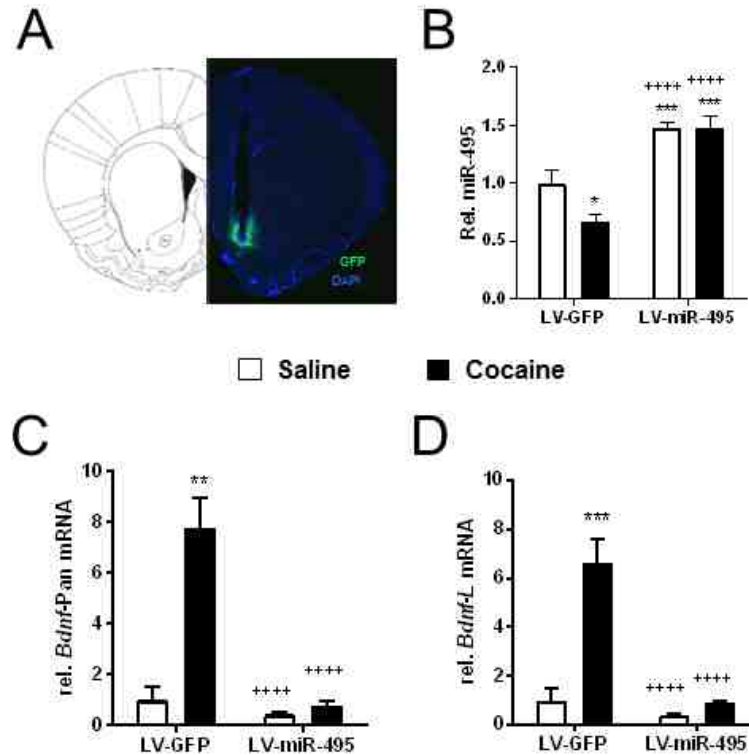 A
GFP
DAPI
B
Rel. miR-495
2.0
1.5
1.0
0.5
0.0
*
++++
***
++++
***
LV-GFP
LV-miR-495
Saline
Cocaine
C
rel. Bdnf-Pan mRNA
10
8
6
4
2
0
**
++++
++++
LV-GFP
LV-miR-495
D
rel. Bdnf-L mRNA
10
8
6
4
2
0
***
++++
++++
LV-GFP
LV-miR-495